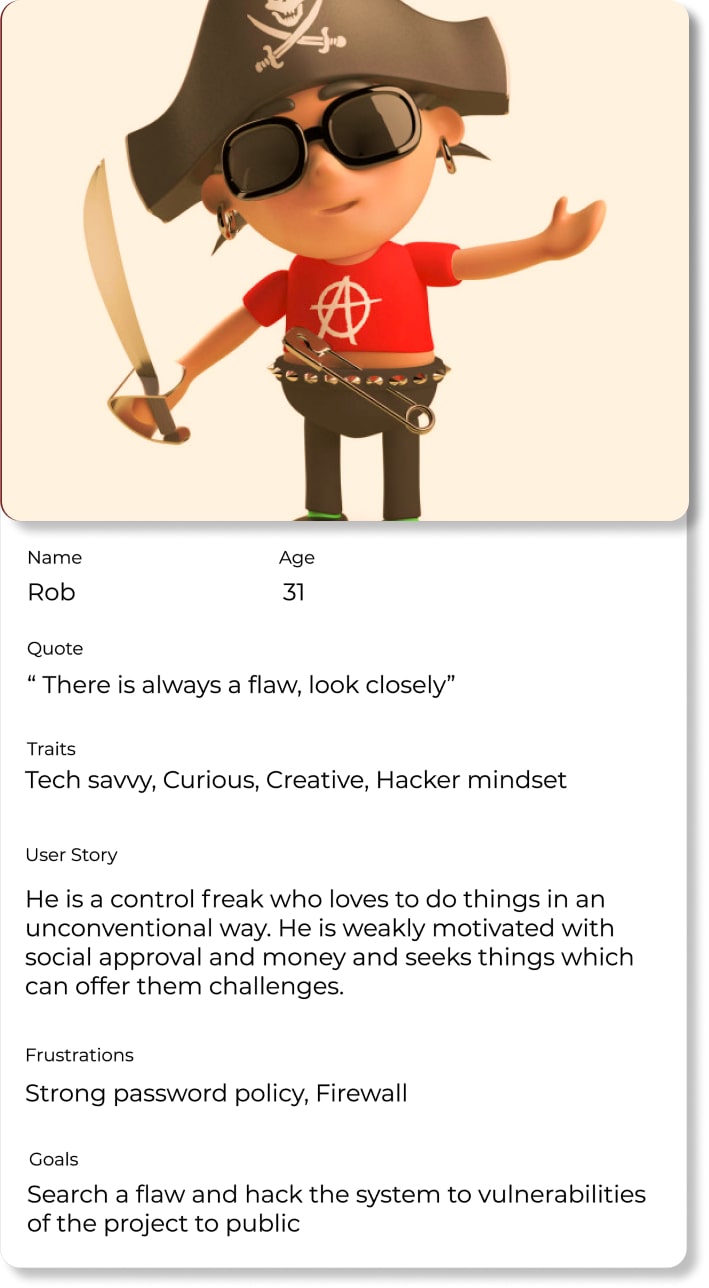 Name Age
Rob 31
Quote
“ There is always a flaw, look closely”
Traits
Tech savvy, Curious, Creative, Hacker mindset
User Story
He is a control freak who loves to do things in an
unconventional way. He is weakly motivated with
social approval and money and seeks things which
can offer them challenges.
Frustrations
Strong password policy, Firewall
Goals
Search a flaw and hack the system to vulnerabilities
of the project to public